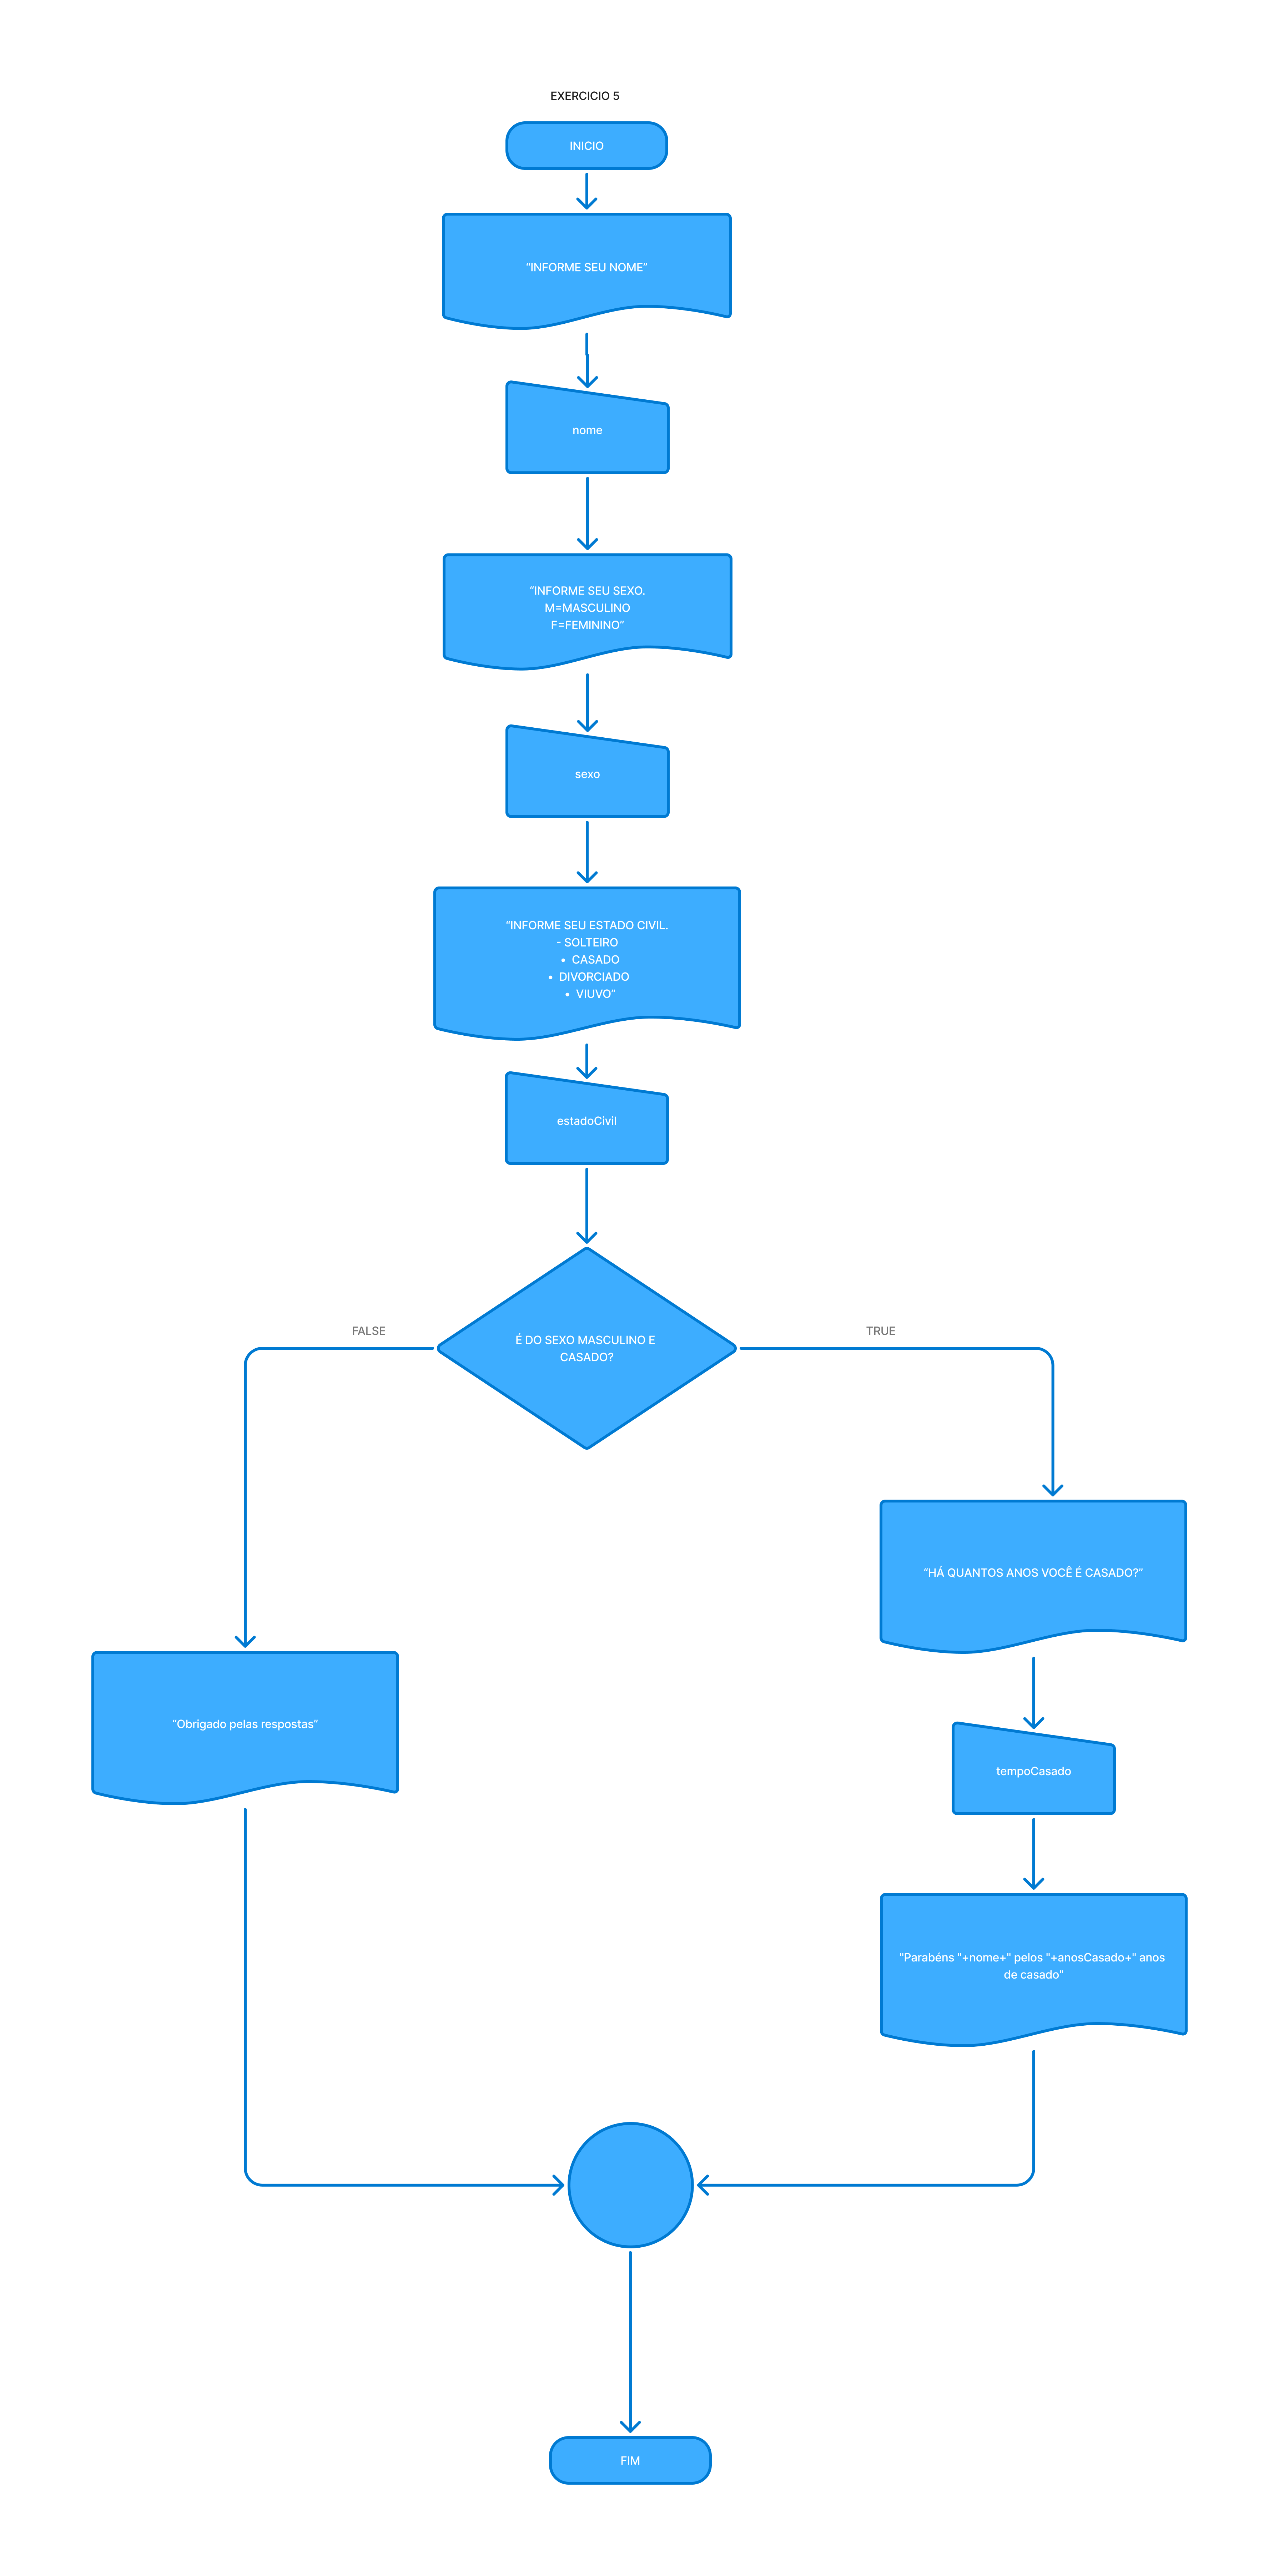 EXERCICIO 5
INICIO
“INFORME SEU NOME”
nome
“INFORME SEU SEXO.
M=MASCULINO
F=FEMININO”
sexo
“INFORME SEU ESTADO CIVIL.
- SOLTEIRO
• CASADO
• DIVORCIADO
• VIUVO”
estadoCivil
É DO SEXO MASCULINO E
CASADO?
FALSE
TRUE
“HÁ QUANTOS ANOS VOCÊ É CASADO?”
“Obrigado pelas respostas”
tempoCasado
"Parabéns "+nome+" pelos "+anosCasado+" anos
de casado"
FIM